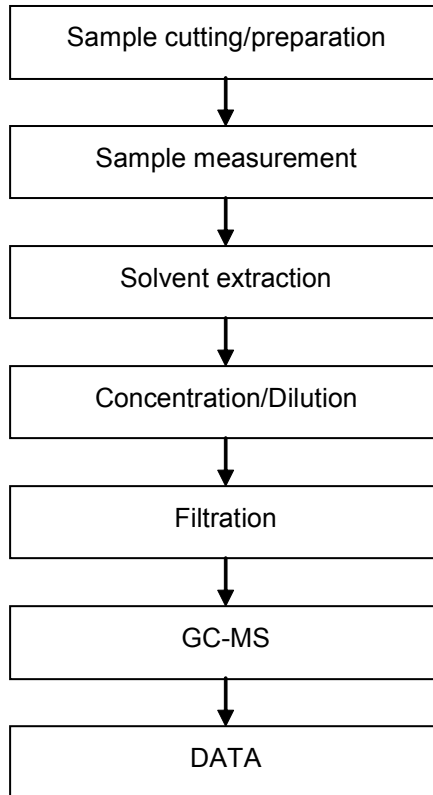 Sample cutting/preparation
Sample measurement
Solvent extraction
Concentration/Dilution
Filtration
GC-MS
DATA